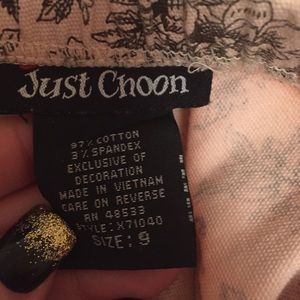 Just Choon
97% COTTON
3% SPANDEX
EXCLUSIVE OF
DECORATION
MADE IN VIETNAM
CARE ON REVERSE
RN 48533
STYLE: X71040
SIZE: 9